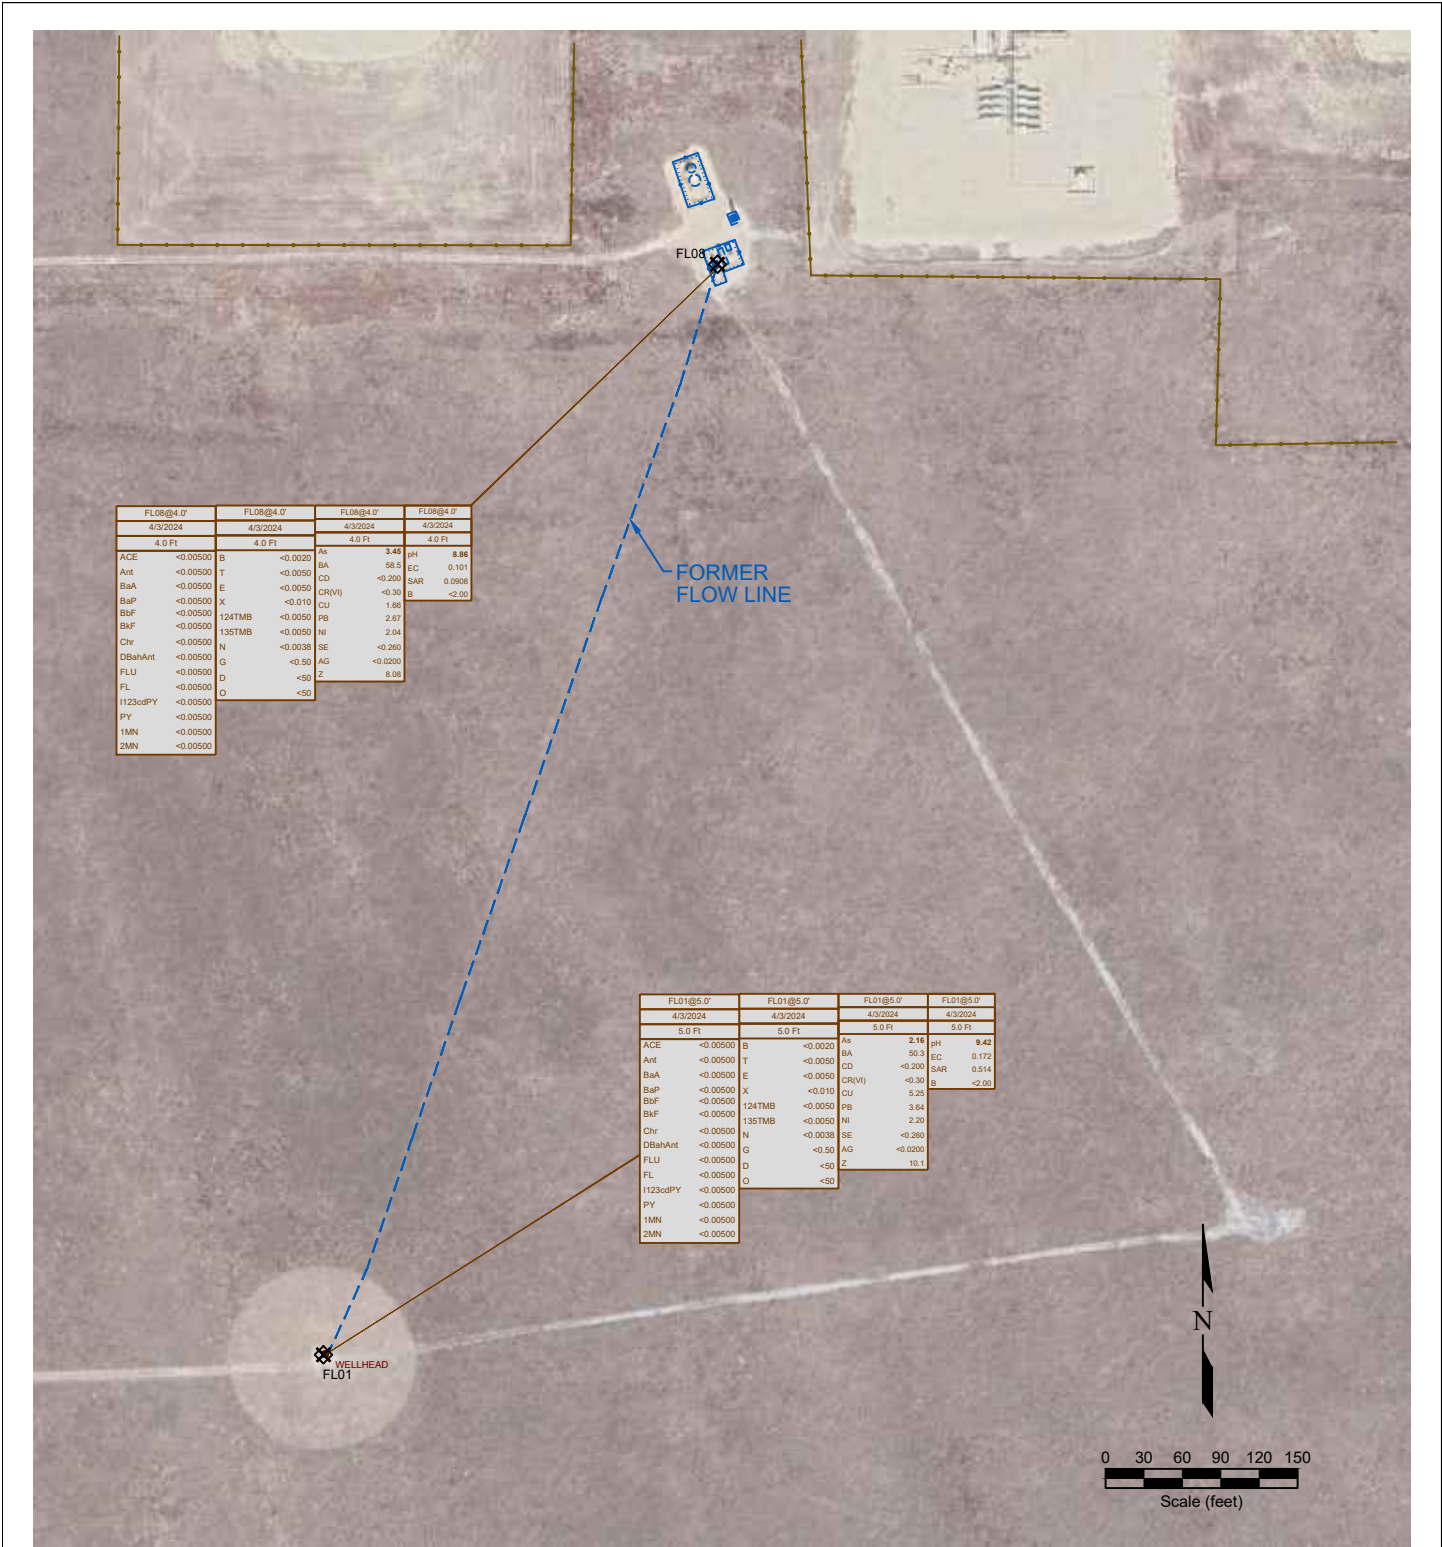 FL08
FORMER
FLOW LINE
FL08@4.0' FL08@4.0' FL08@4.0' FL08@4.0'
4/3/2024 4/3/2024 4/3/2024 4/3/2024
4.0 Ft 4.0 Ft 4.0 Ft 4.0 Ft
ACE <0.00500
Ant <0.00500
BaA <0.00500
BaP <0.00500
BbF <0.00500
BkF <0.00500
Chr <0.00500
DBahAnt <0.00500
FLU <0.00500
FL <0.00500
I123cdPY <0.00500
PY <0.00500
1MN <0.00500
2MN <0.00500
B <0.0020
T <0.0050
E <0.0050
X <0.010
124TMB <0.0050
135TMB <0.0050
N <0.0038
G <0.50
D <50
O <50
As 3.45
BA 58.5
CD <0.200
CR(VI) <0.30
CU 1.66
PB 2.67
NI 2.04
SE <0.260
AG <0.0200
Z 8.08
pH 8.86
EC 0.101
SAR 0.0908
B <2.00
FL01@5.0' FL01@5.0' FL01@5.0' FL01@5.0'
4/3/2024 4/3/2024 4/3/2024 4/3/2024
5.0 Ft 5.0 Ft 5.0 Ft 5.0 Ft
ACE <0.00500
Ant <0.00500
BaA <0.00500
BaP <0.00500
BbF <0.00500
BkF <0.00500
Chr <0.00500
DBahAnt <0.00500
FLU <0.00500
FL <0.00500
I123cdPY <0.00500
PY <0.00500
1MN <0.00500
2MN <0.00500
B <0.0020
T <0.0050
E <0.0050
X <0.010
124TMB <0.0050
135TMB <0.0050
N <0.0038
G <0.50
D <50
O <50
As 2.16
BA 50.3
CD <0.200
CR(VI) <0.30
CU 5.25
PB 3.64
NI 2.20
SE <0.260
AG <0.0200
Z 10.1
pH 9.42
EC 0.172
SAR 0.514
B <2.00
WELLHEAD
FL01
N
0 30 60 90 120 150
Scale (feet)